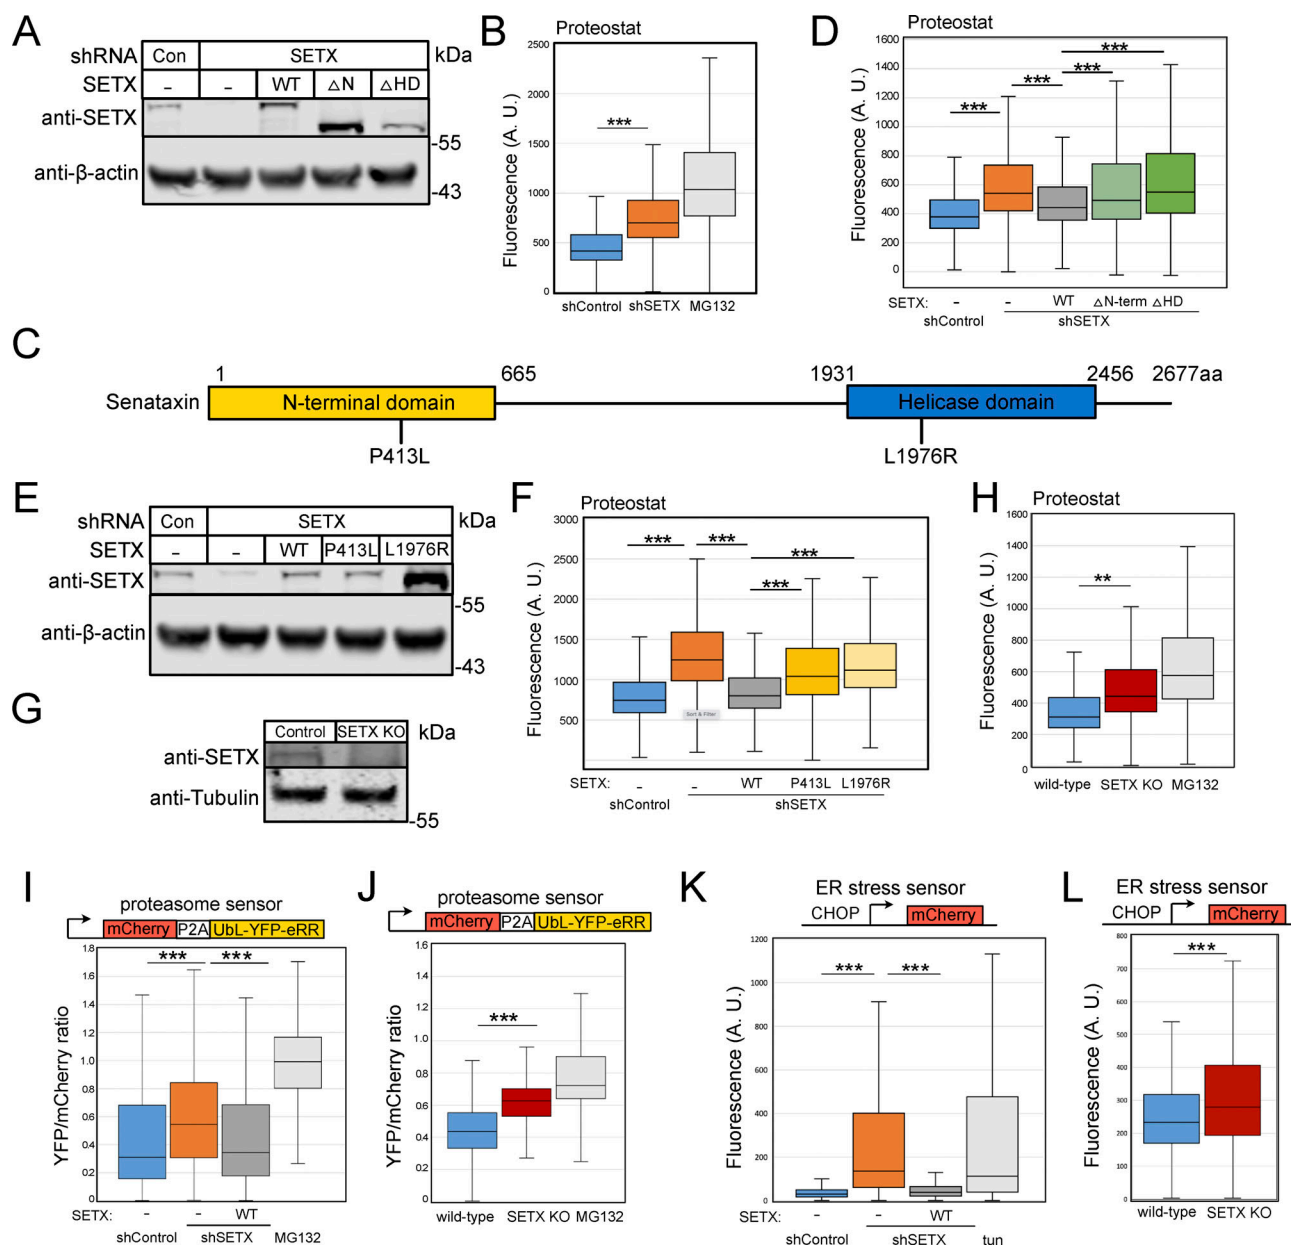 A
shRNA Con SETX kDa
SETX - - WT △N △HD
anti-SETX
-55
anti-β-actin
-43
B
Proteostat
Fluorescence (A. U.)
2500
2000
1500
1000
500
0
***
shControl shSETX MG132
D
Proteostat
Fluorescence (A. U.)
1600
1400
1200
1000
800
600
400
200
0
***
***
***
***
SETX: - - WT △N-term △HD
shControl shSETX
C
1 665 1931 2456 2677aa
Senataxin N-terminal domain Helicase domain
P413L L1976R
E
shRNA Con SETX kDa
SETX - - WT P413L L1976R
anti-SETX
-55
anti-β-actin
-43
F
Proteostat
Fluorescence (A. U.)
3000
2500
2000
1500
1000
500
*** ***
***
***
Sort & Filter
SETX: - - WT P413L L1976R
shControl shSETX
G
Control SETX KO kDa
anti-SETX
anti-Tubulin
-55
H
Proteostat
Fluorescence (A. U.)
1600
1400
1200
1000
800
600
400
200
0
**
wild-type SETX KO MG132
I
proteasome sensor
mCherry P2A UbL-YFP-eRR
YFP/mCherry ratio
1.8
1.6
1.4
1.2
1.0
0.8
0.6
0.4
0.2
0
*** ***
SETX: - - WT
shControl shSETX MG132
J
proteasome sensor
mCherry P2A UbL-YFP-eRR
YFP/mCherry ratio
1.6
1.4
1.2
1.0
0.8
0.6
0.4
0.2
0
***
wild-type SETX KO MG132
K
ER stress sensor
CHOP mCherry
Fluorescence (A. U.)
1200
1000
800
600
400
200
0
*** ***
SETX: - - WT
shControl shSETX tun
L
ER stress sensor
CHOP mCherry
Fluorescence (A. U.)
800
700
600
500
400
300
200
100
0
***
wild-type SETX KO